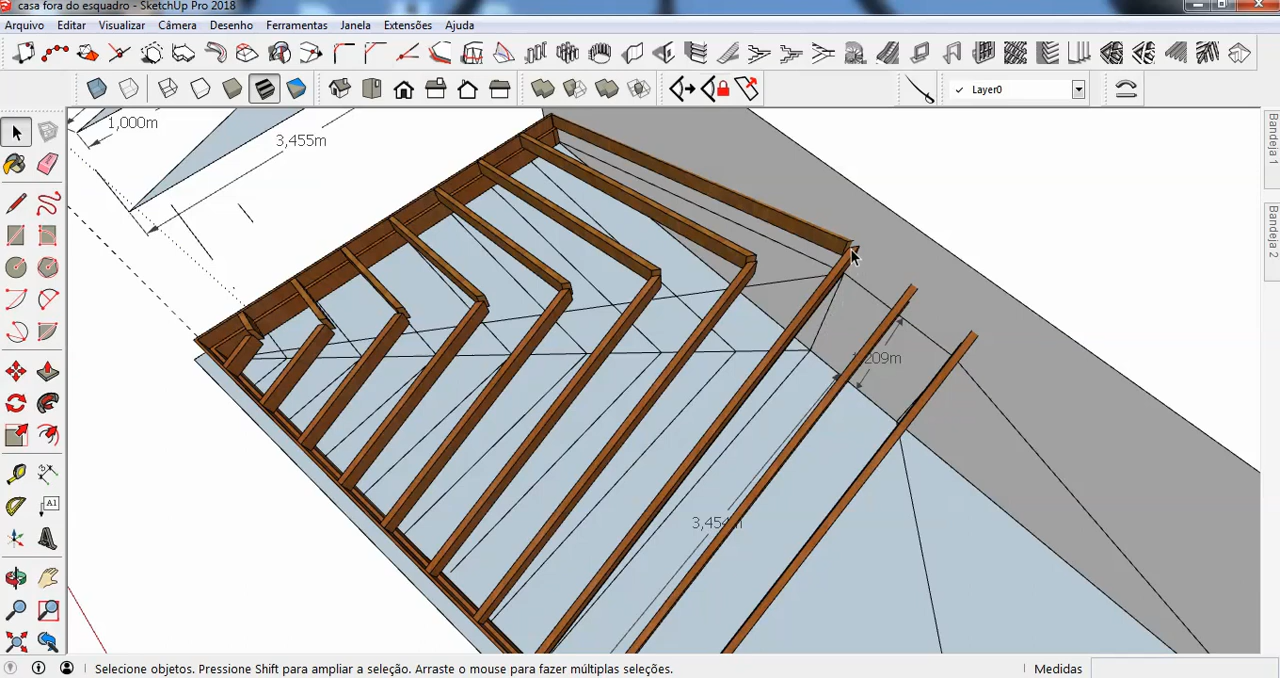 casa fora do esquadro - SketchUp Pro 2018
Arquivo Editar Visualizar Câmera Desenho Ferramentas Janela Extensões Ajuda
Layer0
1,000m
3,455m
Bandeja 1
Bandeja 2
3,454m
A1
Selecione objetos. Pressione Shift para ampliar a seleção. Arraste o mouse para fazer múltiplas seleções.
Medidas